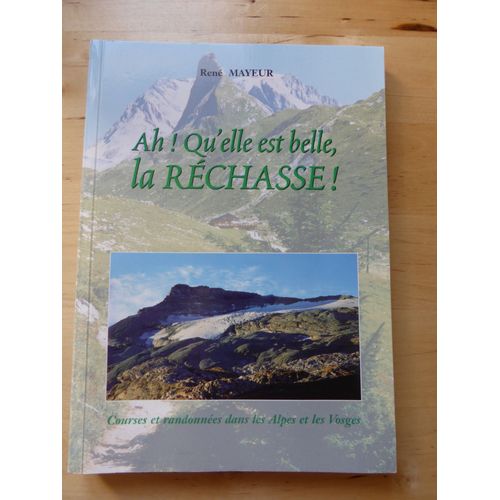 René MAYEUR
Ah ! Qu'elle est belle,
la RÉCHASSE !
Courses et randonnées dans les Alpes et les Vosges